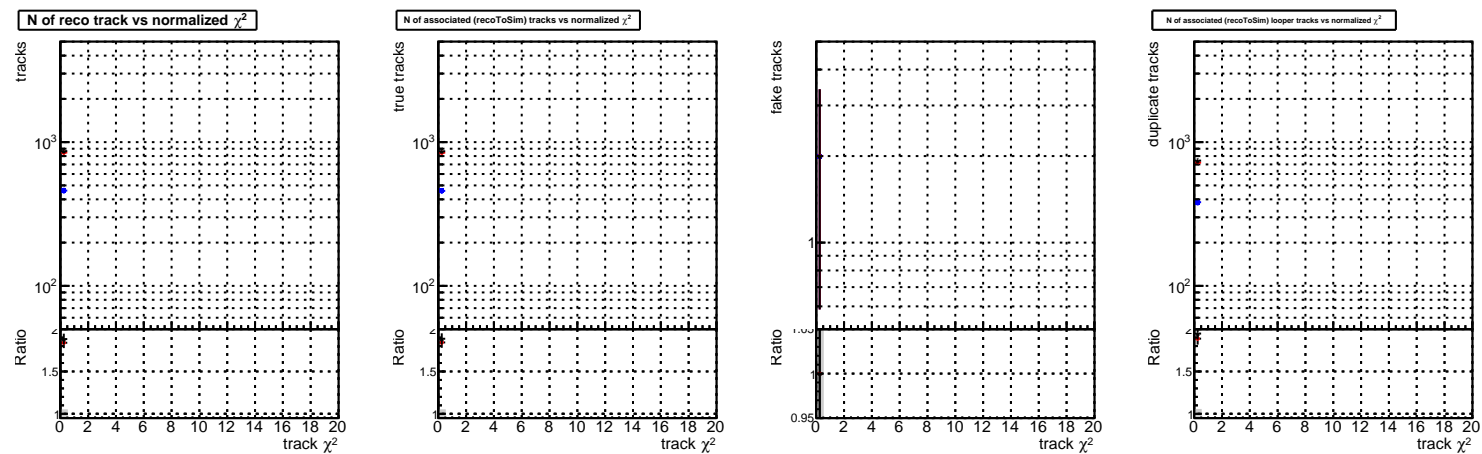 N of reco track vs normalized χ²
tracks
10³
10²
Ratio
2
1.5
1
0 2 4 6 8 10 12 14 16 18 20
track χ²
N of associated (recoToSim) tracks vs normalized χ²
true tracks
10³
10²
Ratio
2
1.5
1
0 2 4 6 8 10 12 14 16 18 20
track χ²
fake tracks
1
Ratio
1.05
1
0.95
0 2 4 6 8 10 12 14 16 18 20
track χ²
N of associated (recoToSim) looper tracks vs normalized χ²
duplicate tracks
10³
10²
Ratio
2
1.5
1
0 2 4 6 8 10 12 14 16 18 20
track χ²